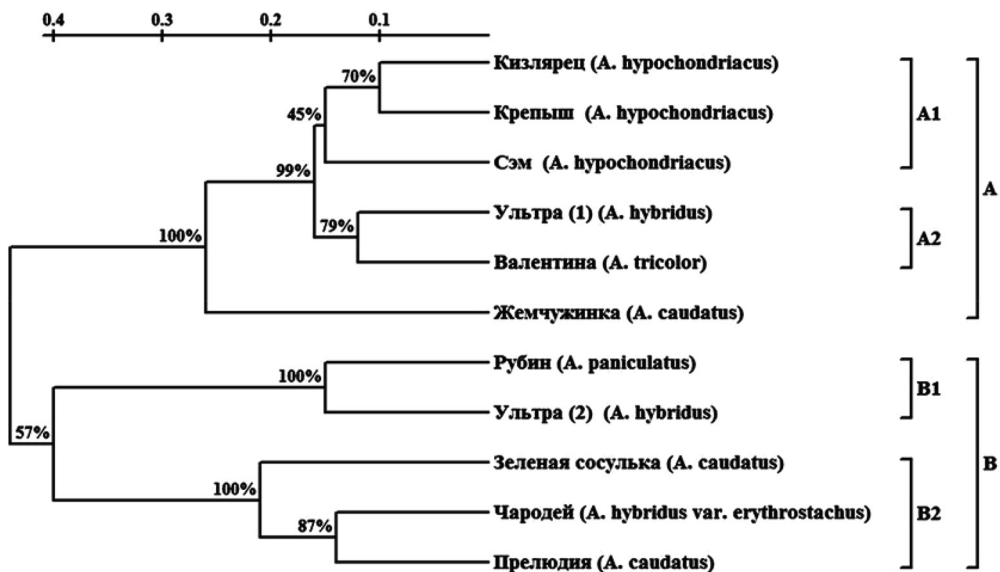 0.4 0.3 0.2 0.1
Кизлярец (A. hypochondriacus)
70%
Крепыш (A. hypochondriacus)
A1
45%
Сэм (A. hypochondriacus)
99%
A
Ультра (1) (A. hybridus)
79%
100%
A2
Валентина (A. tricolor)
Жемчужинка (A. caudatus)
Рубин (A. paniculatus)
100%
B1
Ультра (2) (A. hybridus)
57%
Зеленая сосулька (A. caudatus)
B
100%
Чародей (A. hybridus var. erythrostachus)
B2
87%
Прелюдия (A. caudatus)